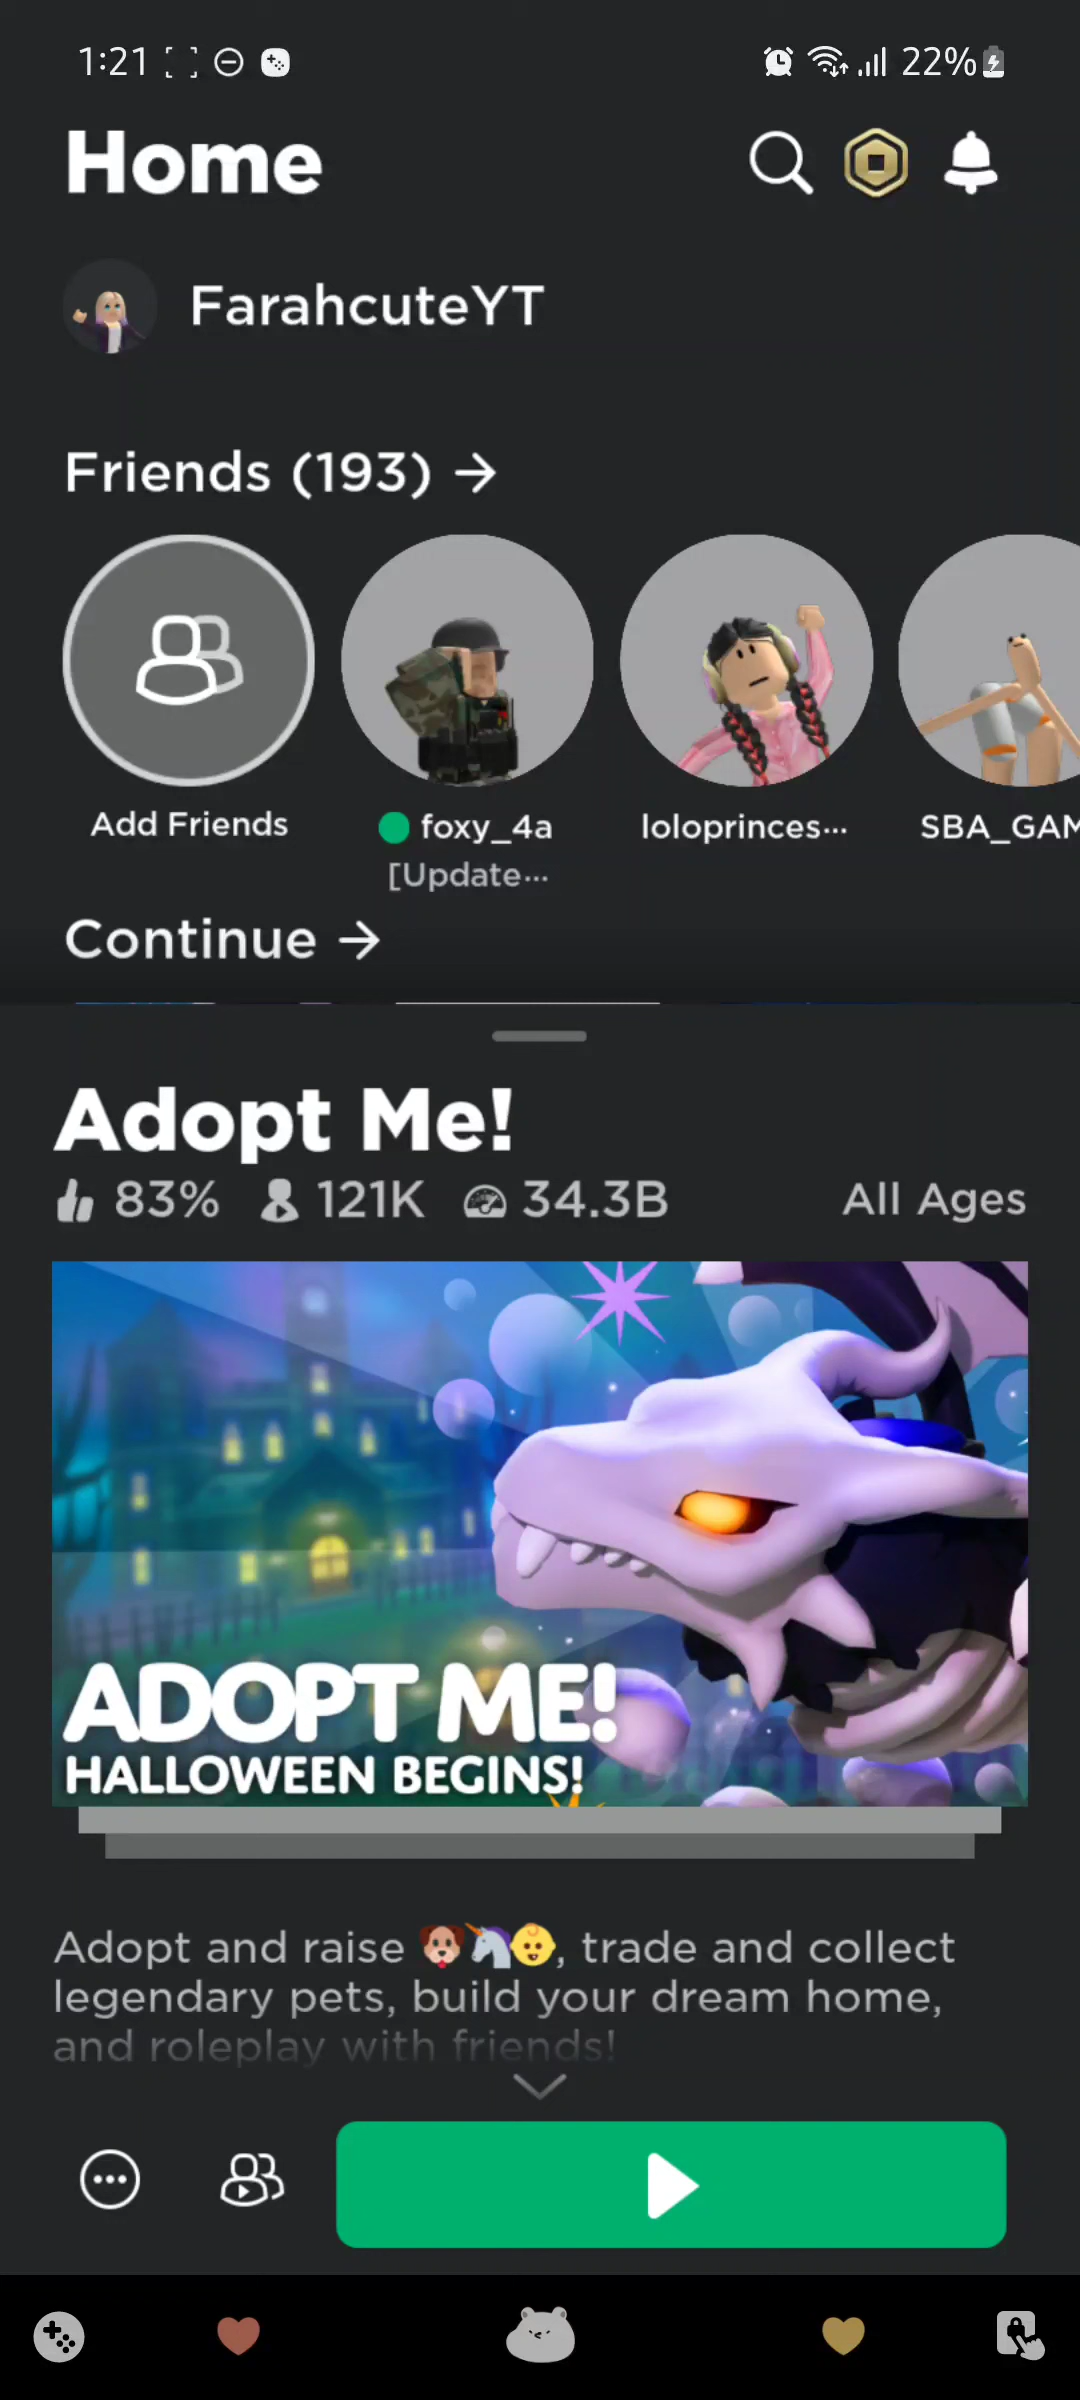 1:21
22%
Home
FarahcuteYT
Friends (193) →
Add Friends
foxy_4a
loloprinces...
SBA_GAM
[Update...
Continue →
Adopt Me!
83% 121K 34.3B All Ages
ADOPT ME!
HALLOWEEN BEGINS!
Adopt and raise 🐶🦄👶, trade and collect
legendary pets, build your dream home,
and roleplay with friends!